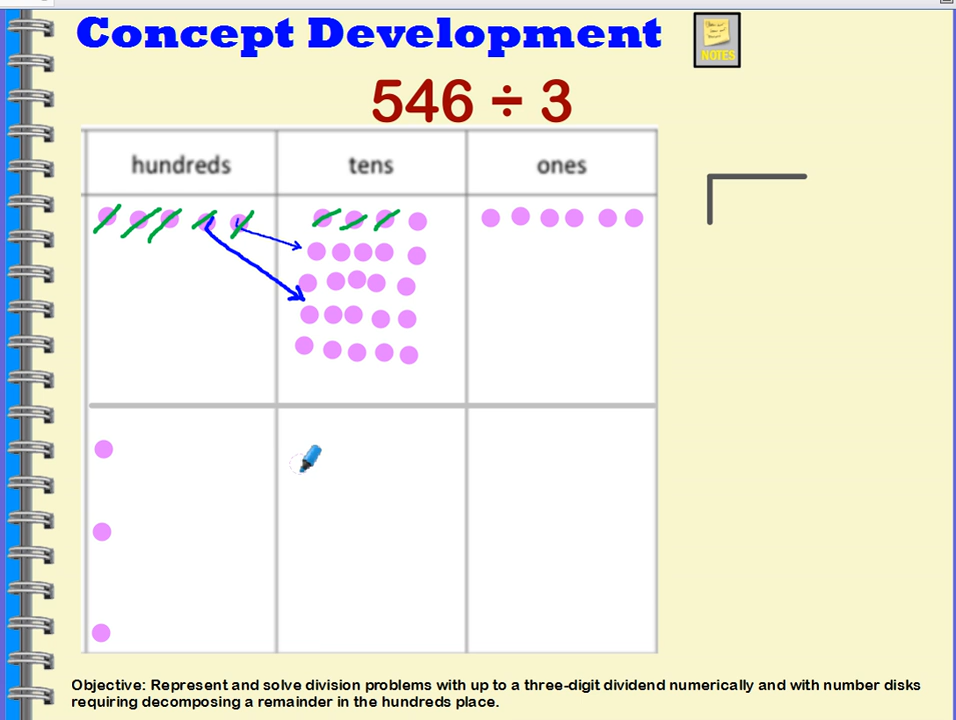 Concept Development
NOTES
546 ÷ 3
hundreds tens ones
Objective: Represent and solve division problems with up to a three-digit dividend numerically and with number disks
requiring decomposing a remainder in the hundreds place.